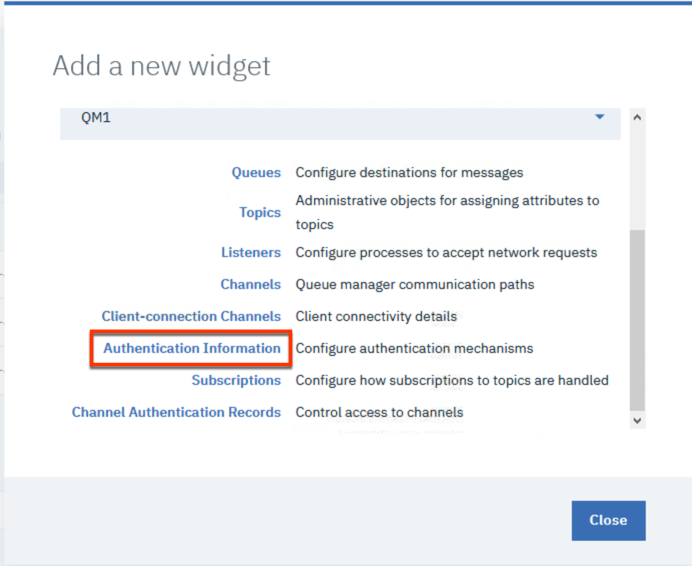 Add a new widget
QM1
Queues Configure destinations for messages
Topics Administrative objects for assigning attributes to
topics
Listeners Configure processes to accept network requests
Channels Queue manager communication paths
Client-connection Channels Client connectivity details
Authentication Information Configure authentication mechanisms
Subscriptions Configure how subscriptions to topics are handled
Channel Authentication Records Control access to channels
Close